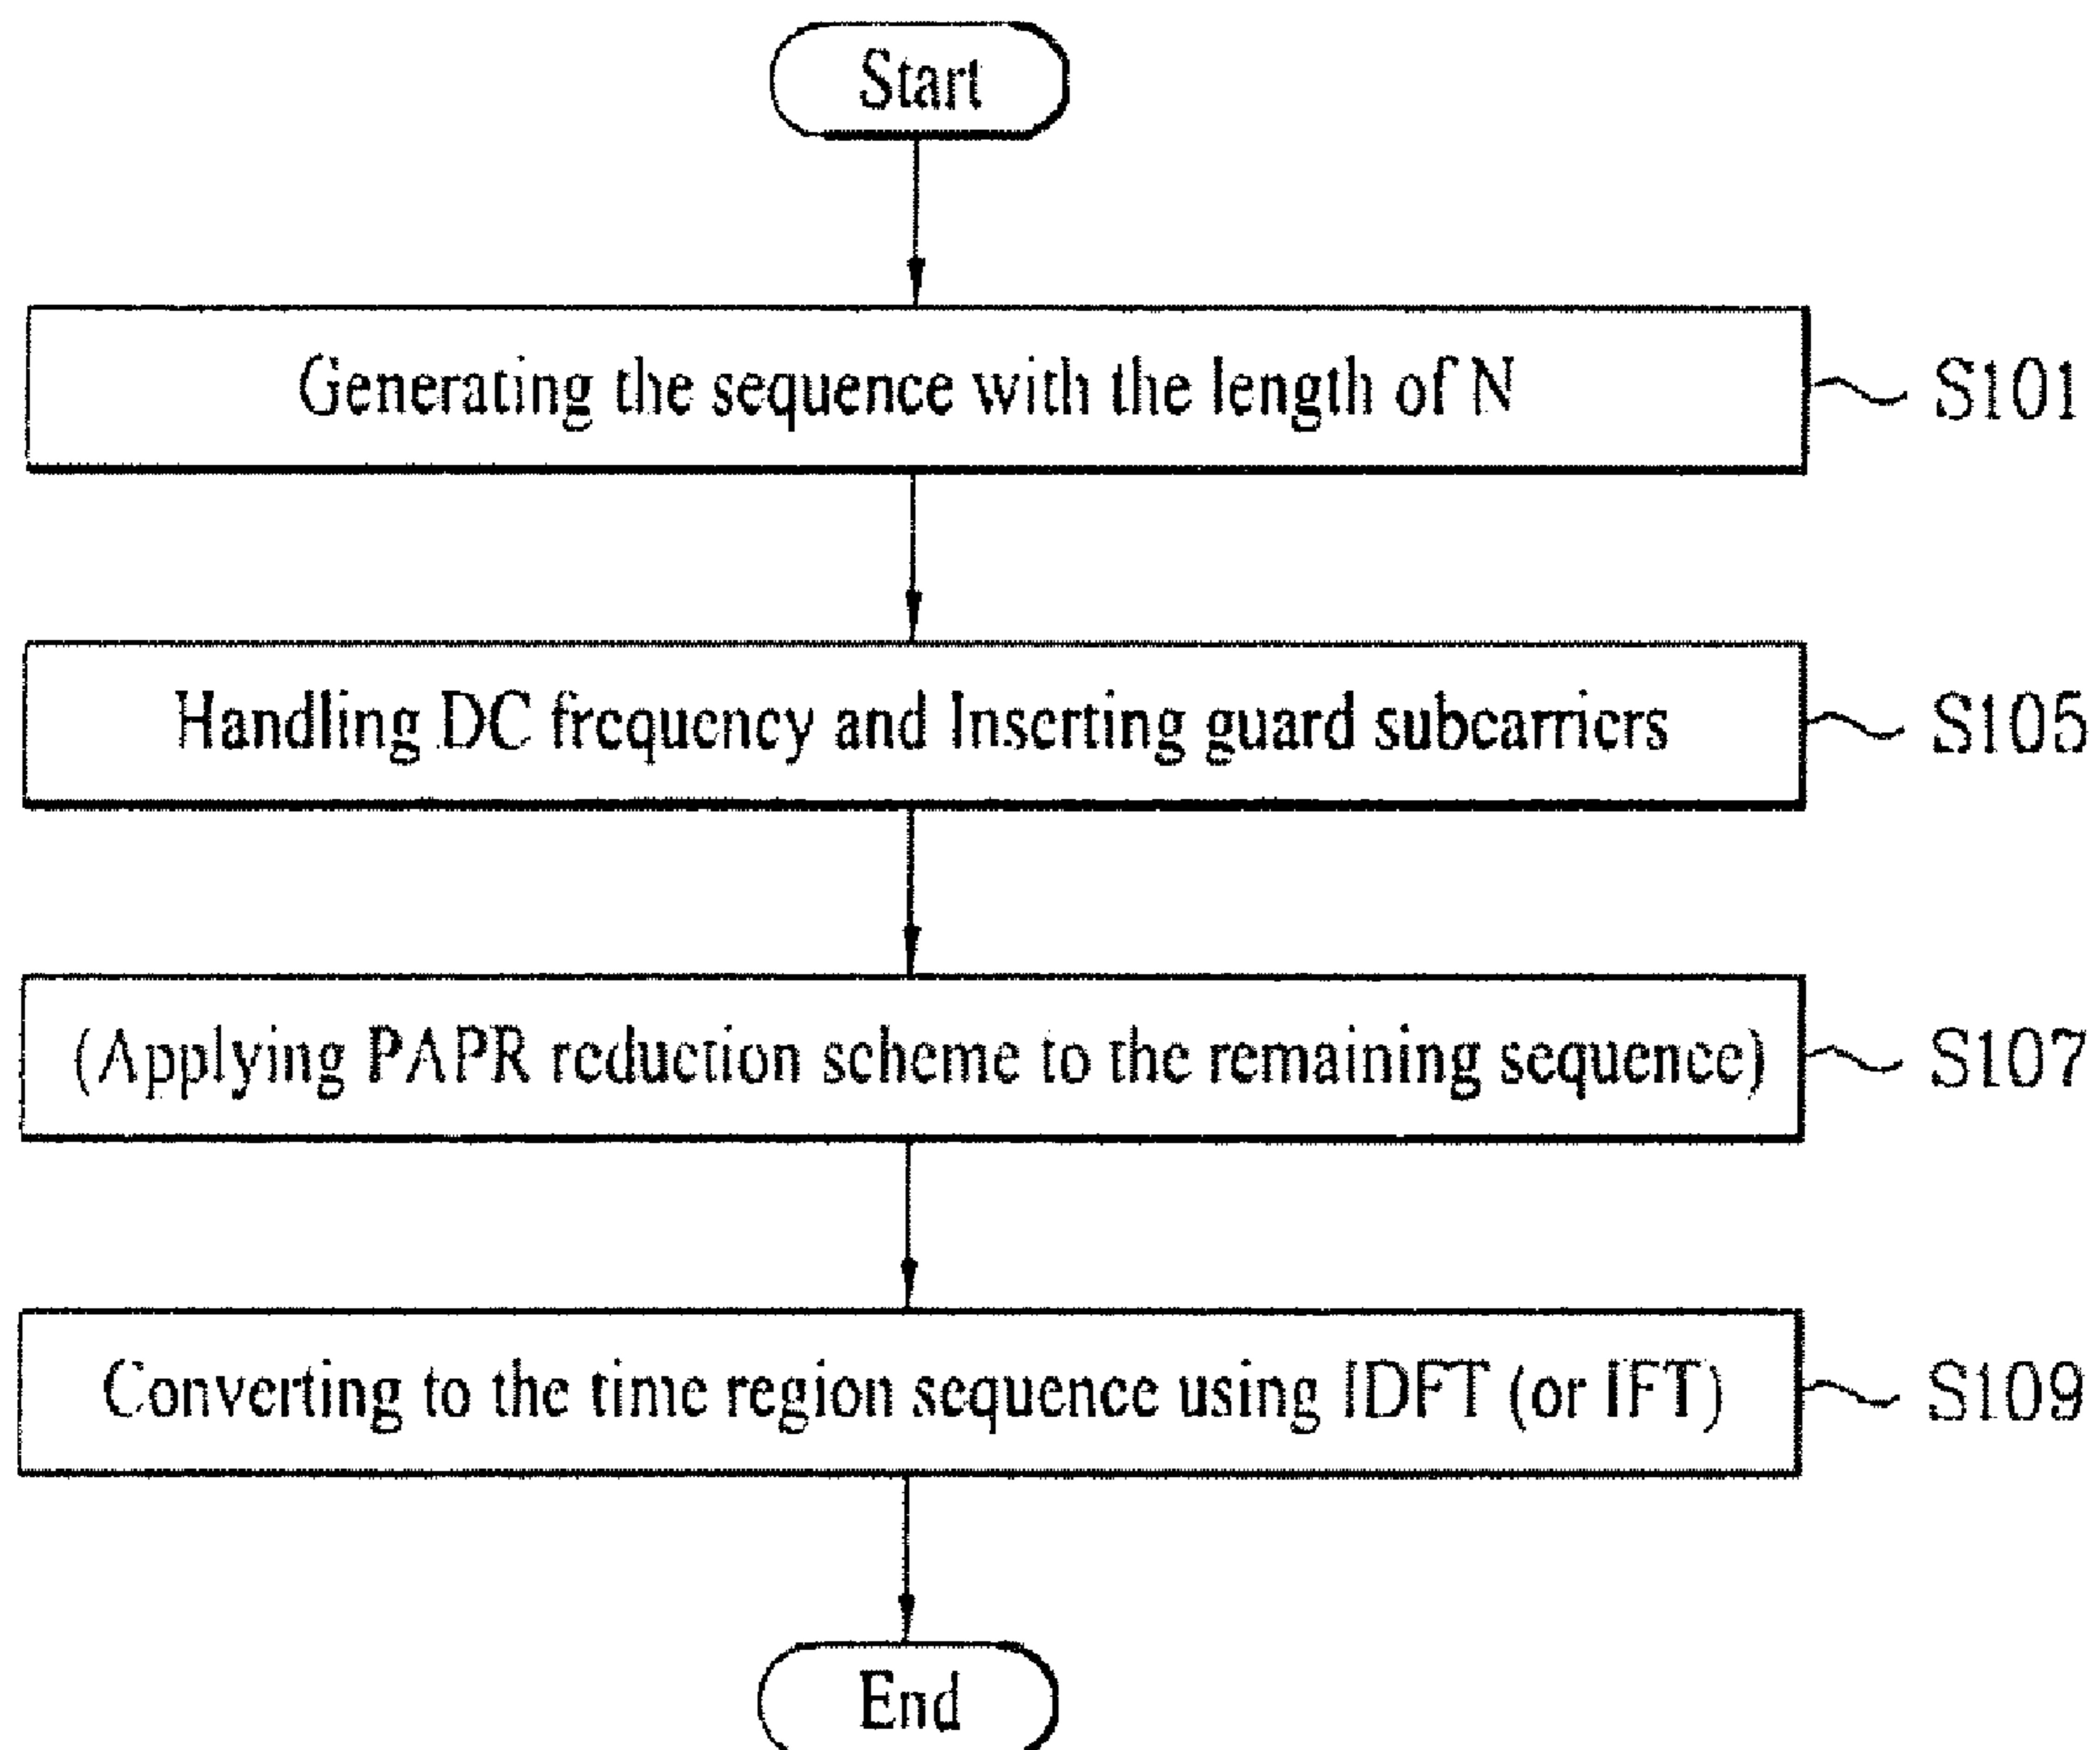 Start
Generating the sequence with the length of N
S101
Handling DC frequency and Inserting guard subcarriers
S105
(Applying PAPR reduction scheme to the remaining sequence)
S107
Converting to the time region sequence using IDFT (or IFT)
S109
End